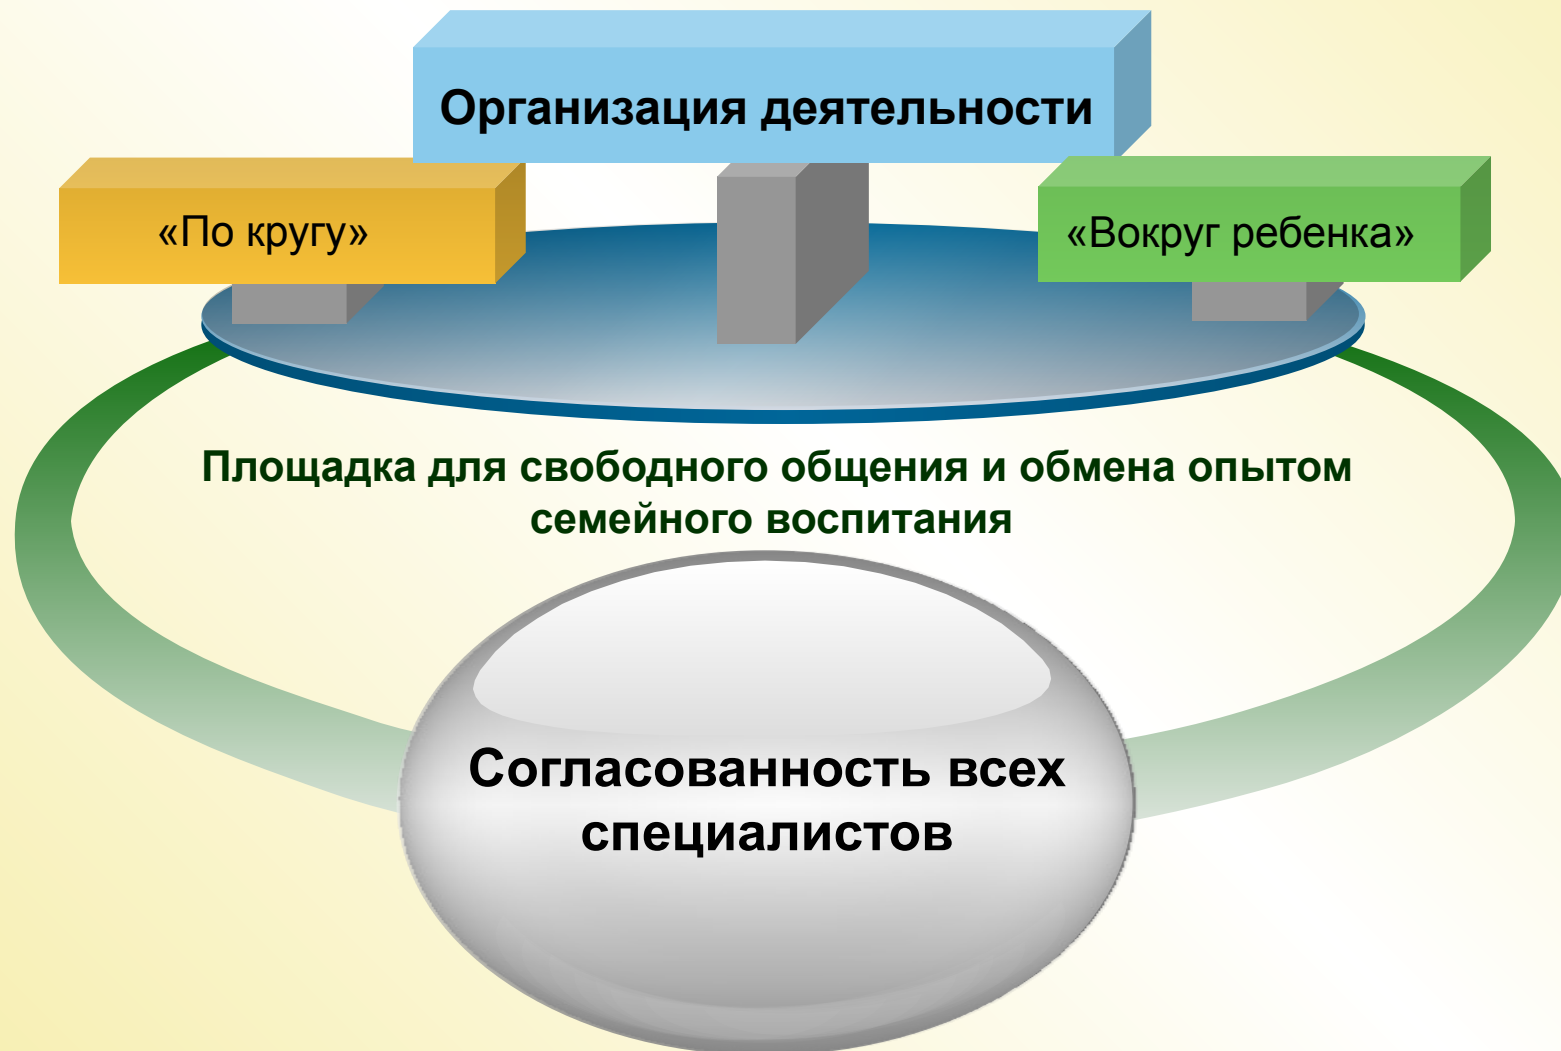 Организация деятельности
«По кругу»
«Вокруг ребенка»
Площадка для свободного общения и обмена опытом
семейного воспитания
Согласованность всех
специалистов